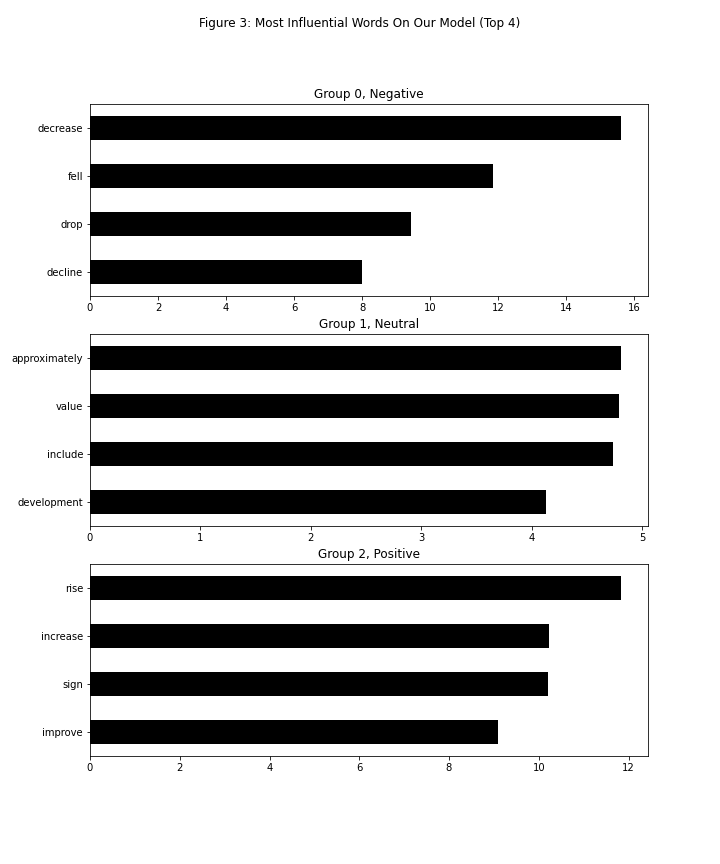 Figure 3: Most Influential Words On Our Model (Top 4)
Group 0, Negative
decrease
fell
drop
decline
0 2 4 6 8 10 12 14 16
Group 1, Neutral
approximately
value
include
development
0 1 2 3 4 5
Group 2, Positive
rise
increase
sign
improve
0 2 4 6 8 10 12